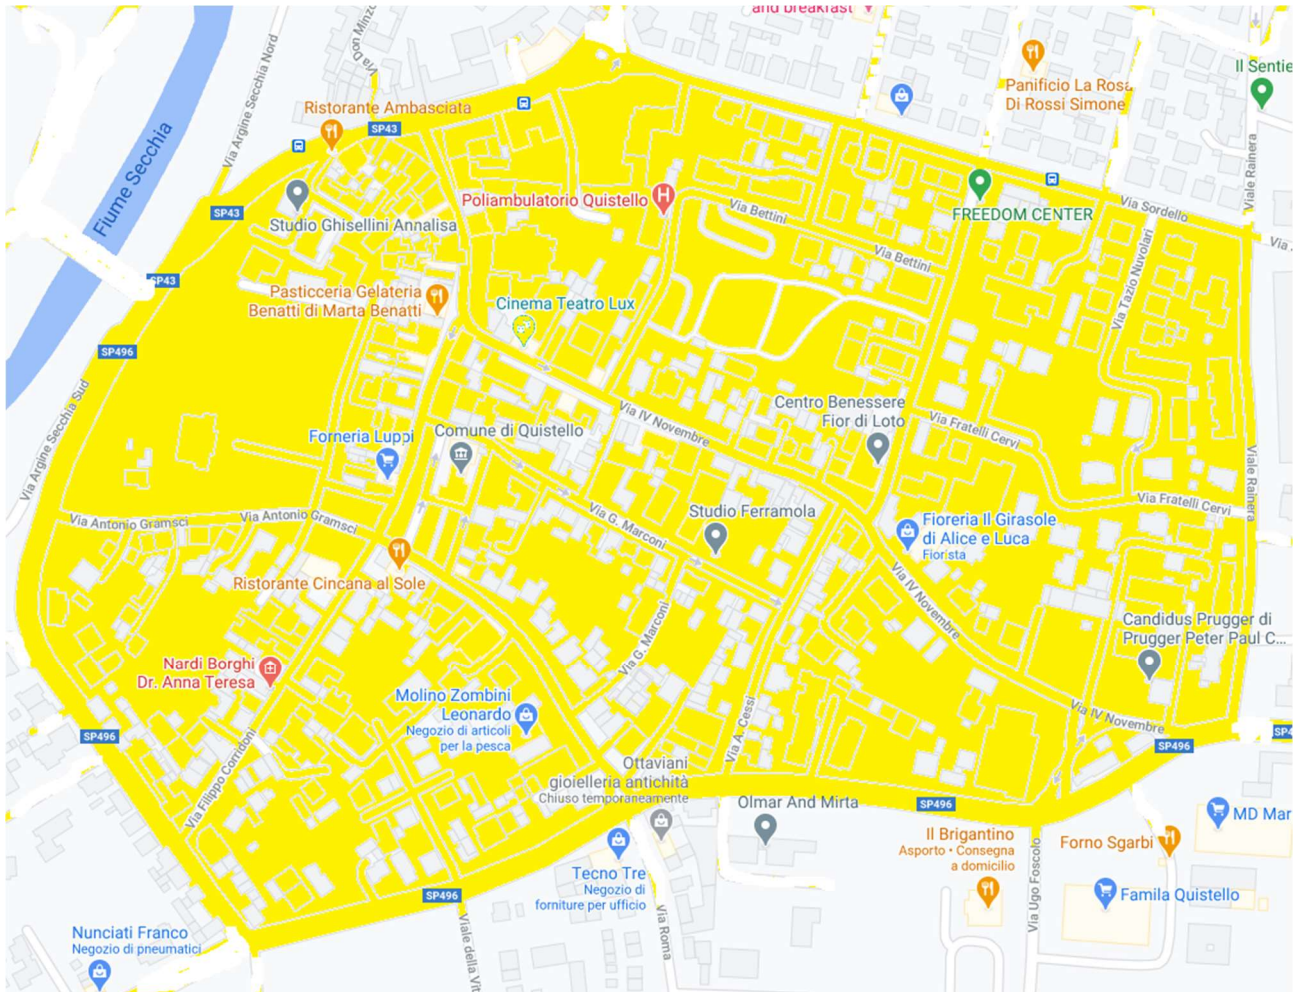 and breakfast
Via Don Minzo
Il Sentie
Panificio La Rosa
Di Rossi Simone
Ristorante Ambasciata
SP43
Via Argine Secchia Nord
Fiume Secchia
Viale Rainera
Poliambulatorio Quistello
H
Via Bettini
FREEDOM CENTER
Via Sordello
SP43
Studio Ghisellini Annalisa
Via Bettini
Via Tazio Nuvolari
Via
SP43
Pasticceria Gelateria
Benatti di Marta Benatti
Cinema Teatro Lux
SP496
Via Argine Secchia Sud
Centro Benessere
Fior di Loto
Via IV Novembre
Via Fratelli Cervi
Forneria Luppi
Comune di Quistello
Viale Rainera
Via Fratelli Cervi
Via Antonio Gramsci
Via Antonio Gramsci
Via G. Marconi
Studio Ferramola
Fioreria Il Girasole
di Alice e Luca
Fiorista
Ristorante Cincana al Sole
Via IV Novembre
Via G. Marconi
Candidus Prugger di
Prugger Peter Paul C...
Nardi Borghi
Dr. Anna Teresa
Molino Zombini
Leonardo
Negozio di articoli
per la pesca
Via A. Cessi
Via IV Novembre
SP496
SP496
SP4
Via Filippo Corridoni
Ottaviani
gioielleria antichità
Chiuso temporaneamente
Olmar And Mirta
SP496
MD Mar
Il Brigantino
Asporto • Consegna
a domicilio
Forno Sgarbi
Via Ugo Foscolo
Tecno Tre
Negozio di
forniture per ufficio
SP496
Famila Quistello
Via Roma
Viale della Vit
Nunciati Franco
Negozio di pneumatici